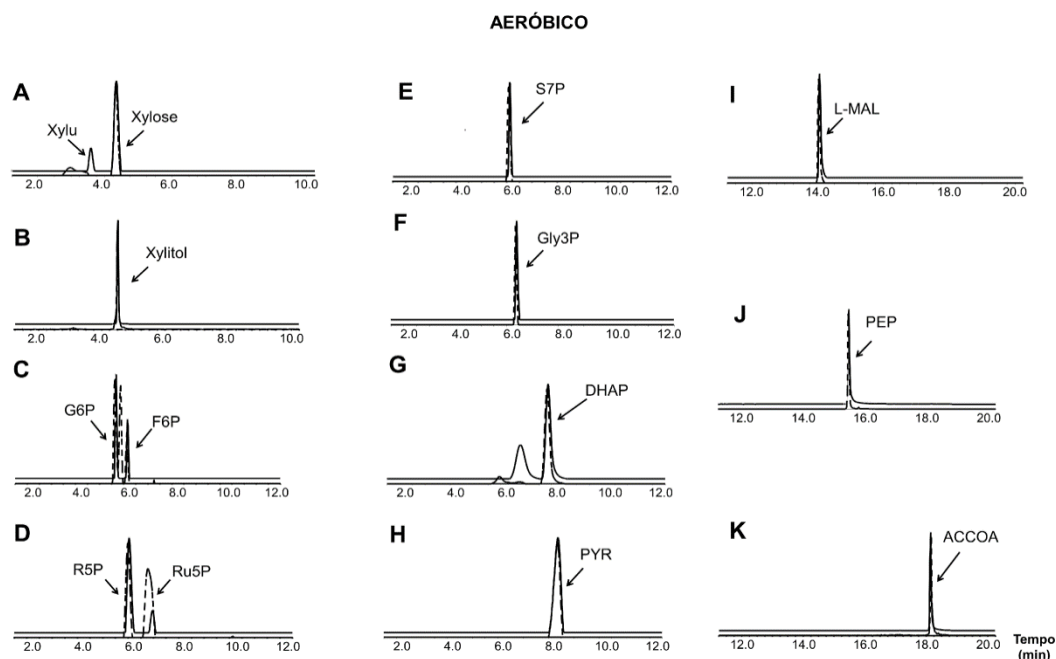 AERÓBICO
A
Xylu
Xylose
2.0 4.0 6.0 8.0 10.0
B
Xylitol
2.0 4.0 6.0 8.0 10.0
C
G6P
F6P
2.0 4.0 6.0 8.0 10.0 12.0
D
R5P
Ru5P
2.0 4.0 6.0 8.0 10.0 12.0
E
S7P
2.0 4.0 6.0 8.0 10.0 12.0
F
Gly3P
2.0 4.0 6.0 8.0 10.0 12.0
G
DHAP
2.0 4.0 6.0 8.0 10.0 12.0
H
PYR
2.0 4.0 6.0 8.0 10.0 12.0
I
L-MAL
12.0 14.0 16.0 18.0 20.0
J
PEP
12.0 14.0 16.0 18.0 20.0
K
ACCOA
12.0 14.0 16.0 18.0 20.0
Tempo
(min)